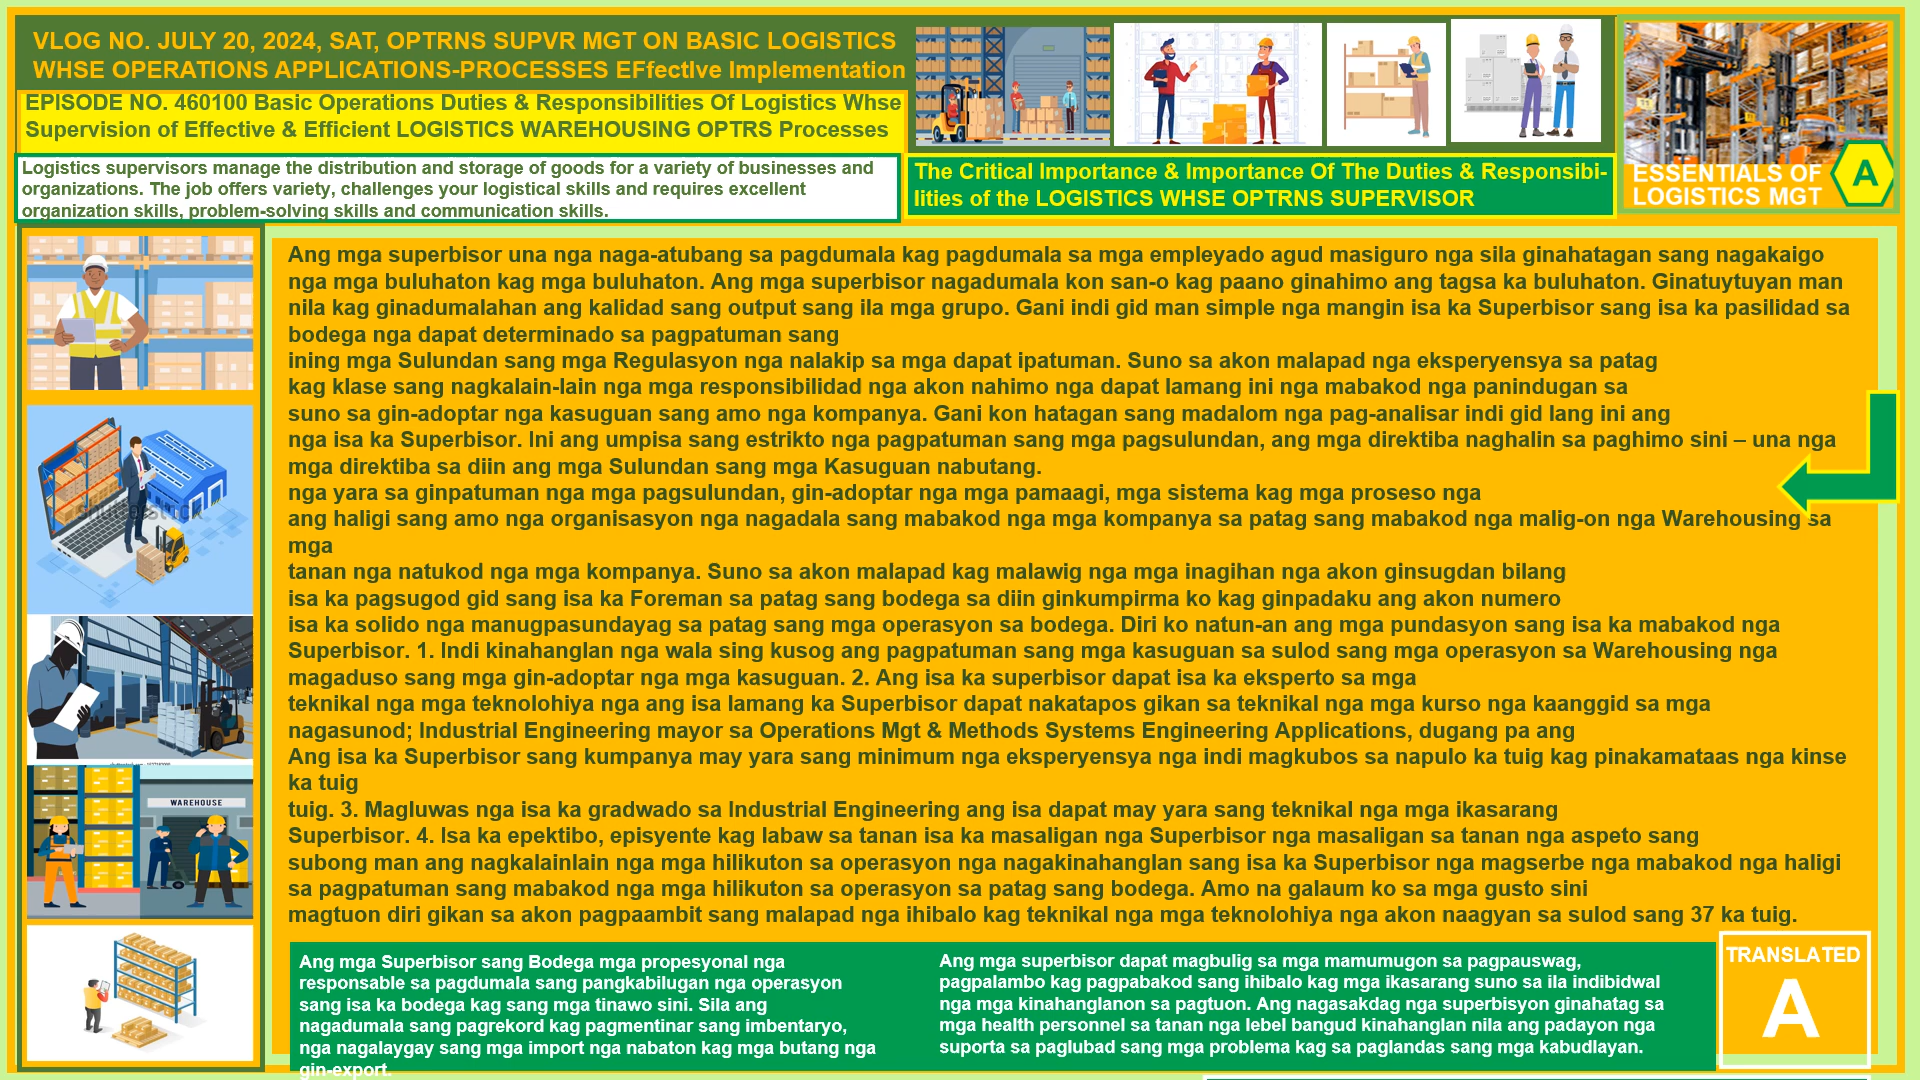 VLOG NO. JULY 20, 2024, SAT, OPTRNS SUPVR MGT ON BASIC LOGISTICS
WHSE OPERATIONS APPLICATIONS-PROCESSES EFfectIve Implementation
EPISODE NO. 460100 Basic Operations Duties & Responsibilities Of Logistics Whse
Supervision of Effective & Efficient LOGISTICS WAREHOUSING OPTRS Processes
Logistics supervisors manage the distribution and storage of goods for a variety of businesses and
organizations. The job offers variety, challenges your logistical skills and requires excellent
organization skills, problem-solving skills and communication skills.
The Critical Importance & Importance Of The Duties & Responsibi-
lities of the LOGISTICS WHSE OPTRNS SUPERVISOR
ESSENTIALS OF
LOGISTICS MGT
A
Ang mga superbisor una nga naga-atubang sa pagdumala kag pagdumala sa mga empleyado agud masiguro nga sila ginahatagan sang nagakaigo
nga mga buluhaton kag mga buluhaton. Ang mga superbisor nagadumala kon san-o kag paano ginahimo ang tagsa ka buluhaton. Ginatuytuyan man
nila kag ginadumalahan ang kalidad sang output sang ila mga grupo. Gani indi gid man simple nga mangin isa ka Superbisor sang isa ka pasilidad sa
bodega nga dapat determinado sa pagpatuman sang
ining mga Sulundan sang mga Regulasyon nga nalakip sa mga dapat ipatuman. Suno sa akon malapad nga eksperyensya sa patag
kag klase sang nagkalain-lain nga mga responsibilidad nga akon nahimo nga dapat lamang ini nga mabakod nga panindugan sa
suno sa gin-adoptar nga kasuguan sang amo nga kompanya. Gani kon hatagan sang madalom nga pag-analisar indi gid lang ini ang
nga isa ka Superbisor. Ini ang umpisa sang estrikto nga pagpatuman sang mga pagsulundan, ang mga direktiba naghalin sa paghimo sini – una nga
mga direktiba sa diin ang mga Sulundan sang mga Kasuguan nabutang.
nga yara sa ginpatuman nga mga pagsulundan, gin-adoptar nga mga pamaagi, mga sistema kag mga proseso nga
ang haligi sang amo nga organisasyon nga nagadala sang mabakod nga mga kompanya sa patag sang mabakod nga malig-on nga Warehousing sa
mga
tanan nga natukod nga mga kompanya. Suno sa akon malapad kag malawig nga mga inagihan nga akon ginsugdan bilang
isa ka pagsugod gid sang isa ka Foreman sa patag sang bodega sa diin ginkumpirma ko kag ginpadaku ang akon numero
isa ka solido nga manugpasundayag sa patag sang mga operasyon sa bodega. Diri ko natun-an ang mga pundasyon sang isa ka mabakod nga
Superbisor. 1. Indi kinahanglan nga wala sing kusog ang pagpatuman sang mga kasuguan sa sulod sang mga operasyon sa Warehousing nga
magaduso sang mga gin-adoptar nga mga kasuguan. 2. Ang isa ka superbisor dapat isa ka eksperto sa mga
teknikal nga mga teknolohiya nga ang isa lamang ka Superbisor dapat nakatapos gikan sa teknikal nga mga kurso nga kaanggid sa mga
nagasunod; Industrial Engineering mayor sa Operations Mgt & Methods Systems Engineering Applications, dugang pa ang
Ang isa ka Superbisor sang kumpanya may yara sang minimum nga eksperyensya nga indi magkubos sa napulo ka tuig kag pinakamataas nga kinse
ka tuig
tuig. 3. Magluwas nga isa ka gradwado sa Industrial Engineering ang isa dapat may yara sang teknikal nga mga ikasarang
Superbisor. 4. Isa ka epektibo, episyente kag labaw sa tanan isa ka masaligan nga Superbisor nga masaligan sa tanan nga aspeto sang
subong man ang nagkalainlain nga mga hilikuton sa operasyon nga nagakinahanglan sang isa ka Superbisor nga magserbe nga mabakod nga haligi
sa pagpatuman sang mabakod nga mga hilikuton sa operasyon sa patag sang bodega. Amo na galaum ko sa mga gusto sini
magtuon diri gikan sa akon pagpaambit sang malapad nga ihibalo kag teknikal nga mga teknolohiya nga akon naagyan sa sulod sang 37 ka tuig.
WAREHOUSE
Ang mga Superbisor sang Bodega mga propesyonal nga
responsable sa pagdumala sang pangkabilugan nga operasyon
sang isa ka bodega kag sang mga tinawo sini. Sila ang
nagadumala sang pagrekord kag pagmentinar sang imbentaryo,
nga nagalaygay sang mga import nga nabaton kag mga butang nga
gin-export.
Ang mga superbisor dapat magbulig sa mga mamumugon sa pagpauswag,
pagpalambo kag pagpabakod sang ihibalo kag mga ikasarang suno sa ila indibidwal
nga mga kinahanglanon sa pagtuon. Ang nagasakdag nga superbisyon ginahatag sa
mga health personnel sa tanan nga lebel bangud kinahanglan nila ang padayon nga
suporta sa paglubad sang mga problema kag sa paglandas sang mga kabudlayan.
TRANSLATED
A